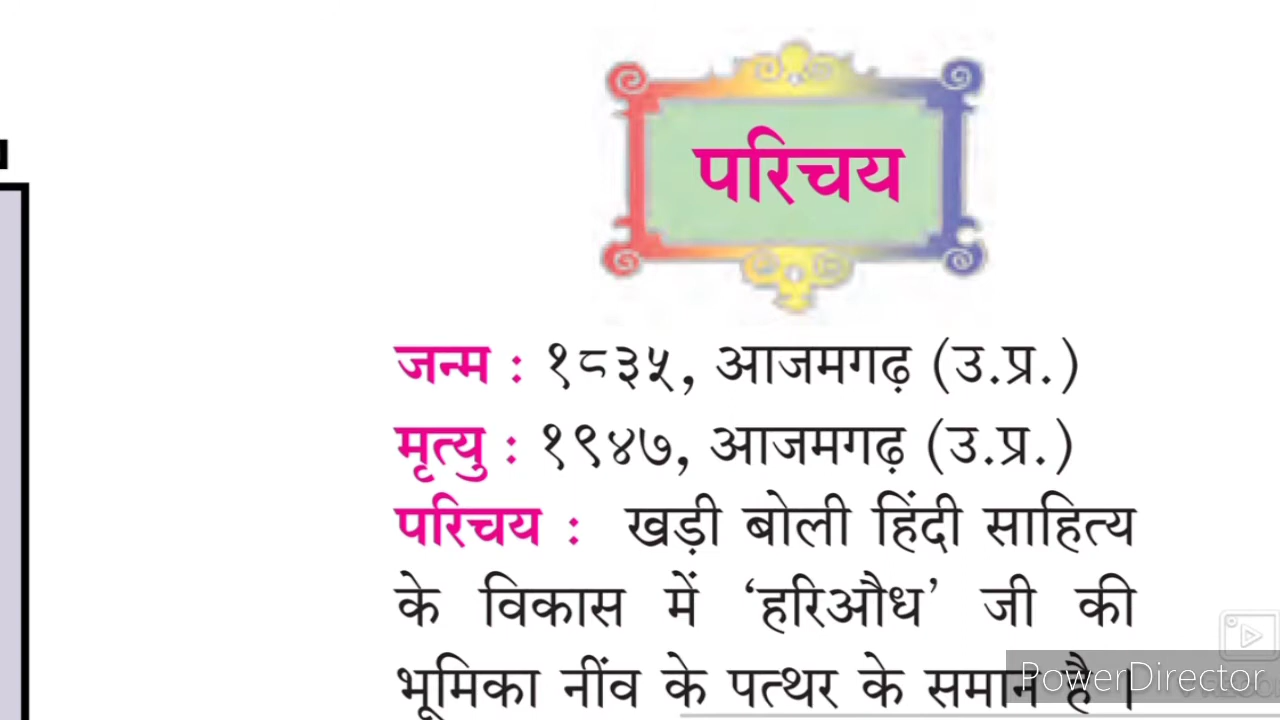 परिचय
जन्म : १८३५, आजमगढ़ (उ.प्र.)
मृत्यु : १९४७, आजमगढ़ (उ.प्र.)
परिचय : खड़ी बोली हिंदी साहित्य
के विकास में ‘हरिऔध’ जी की
भूमिका नींव के पत्थर के समान है ।
PowerDirector